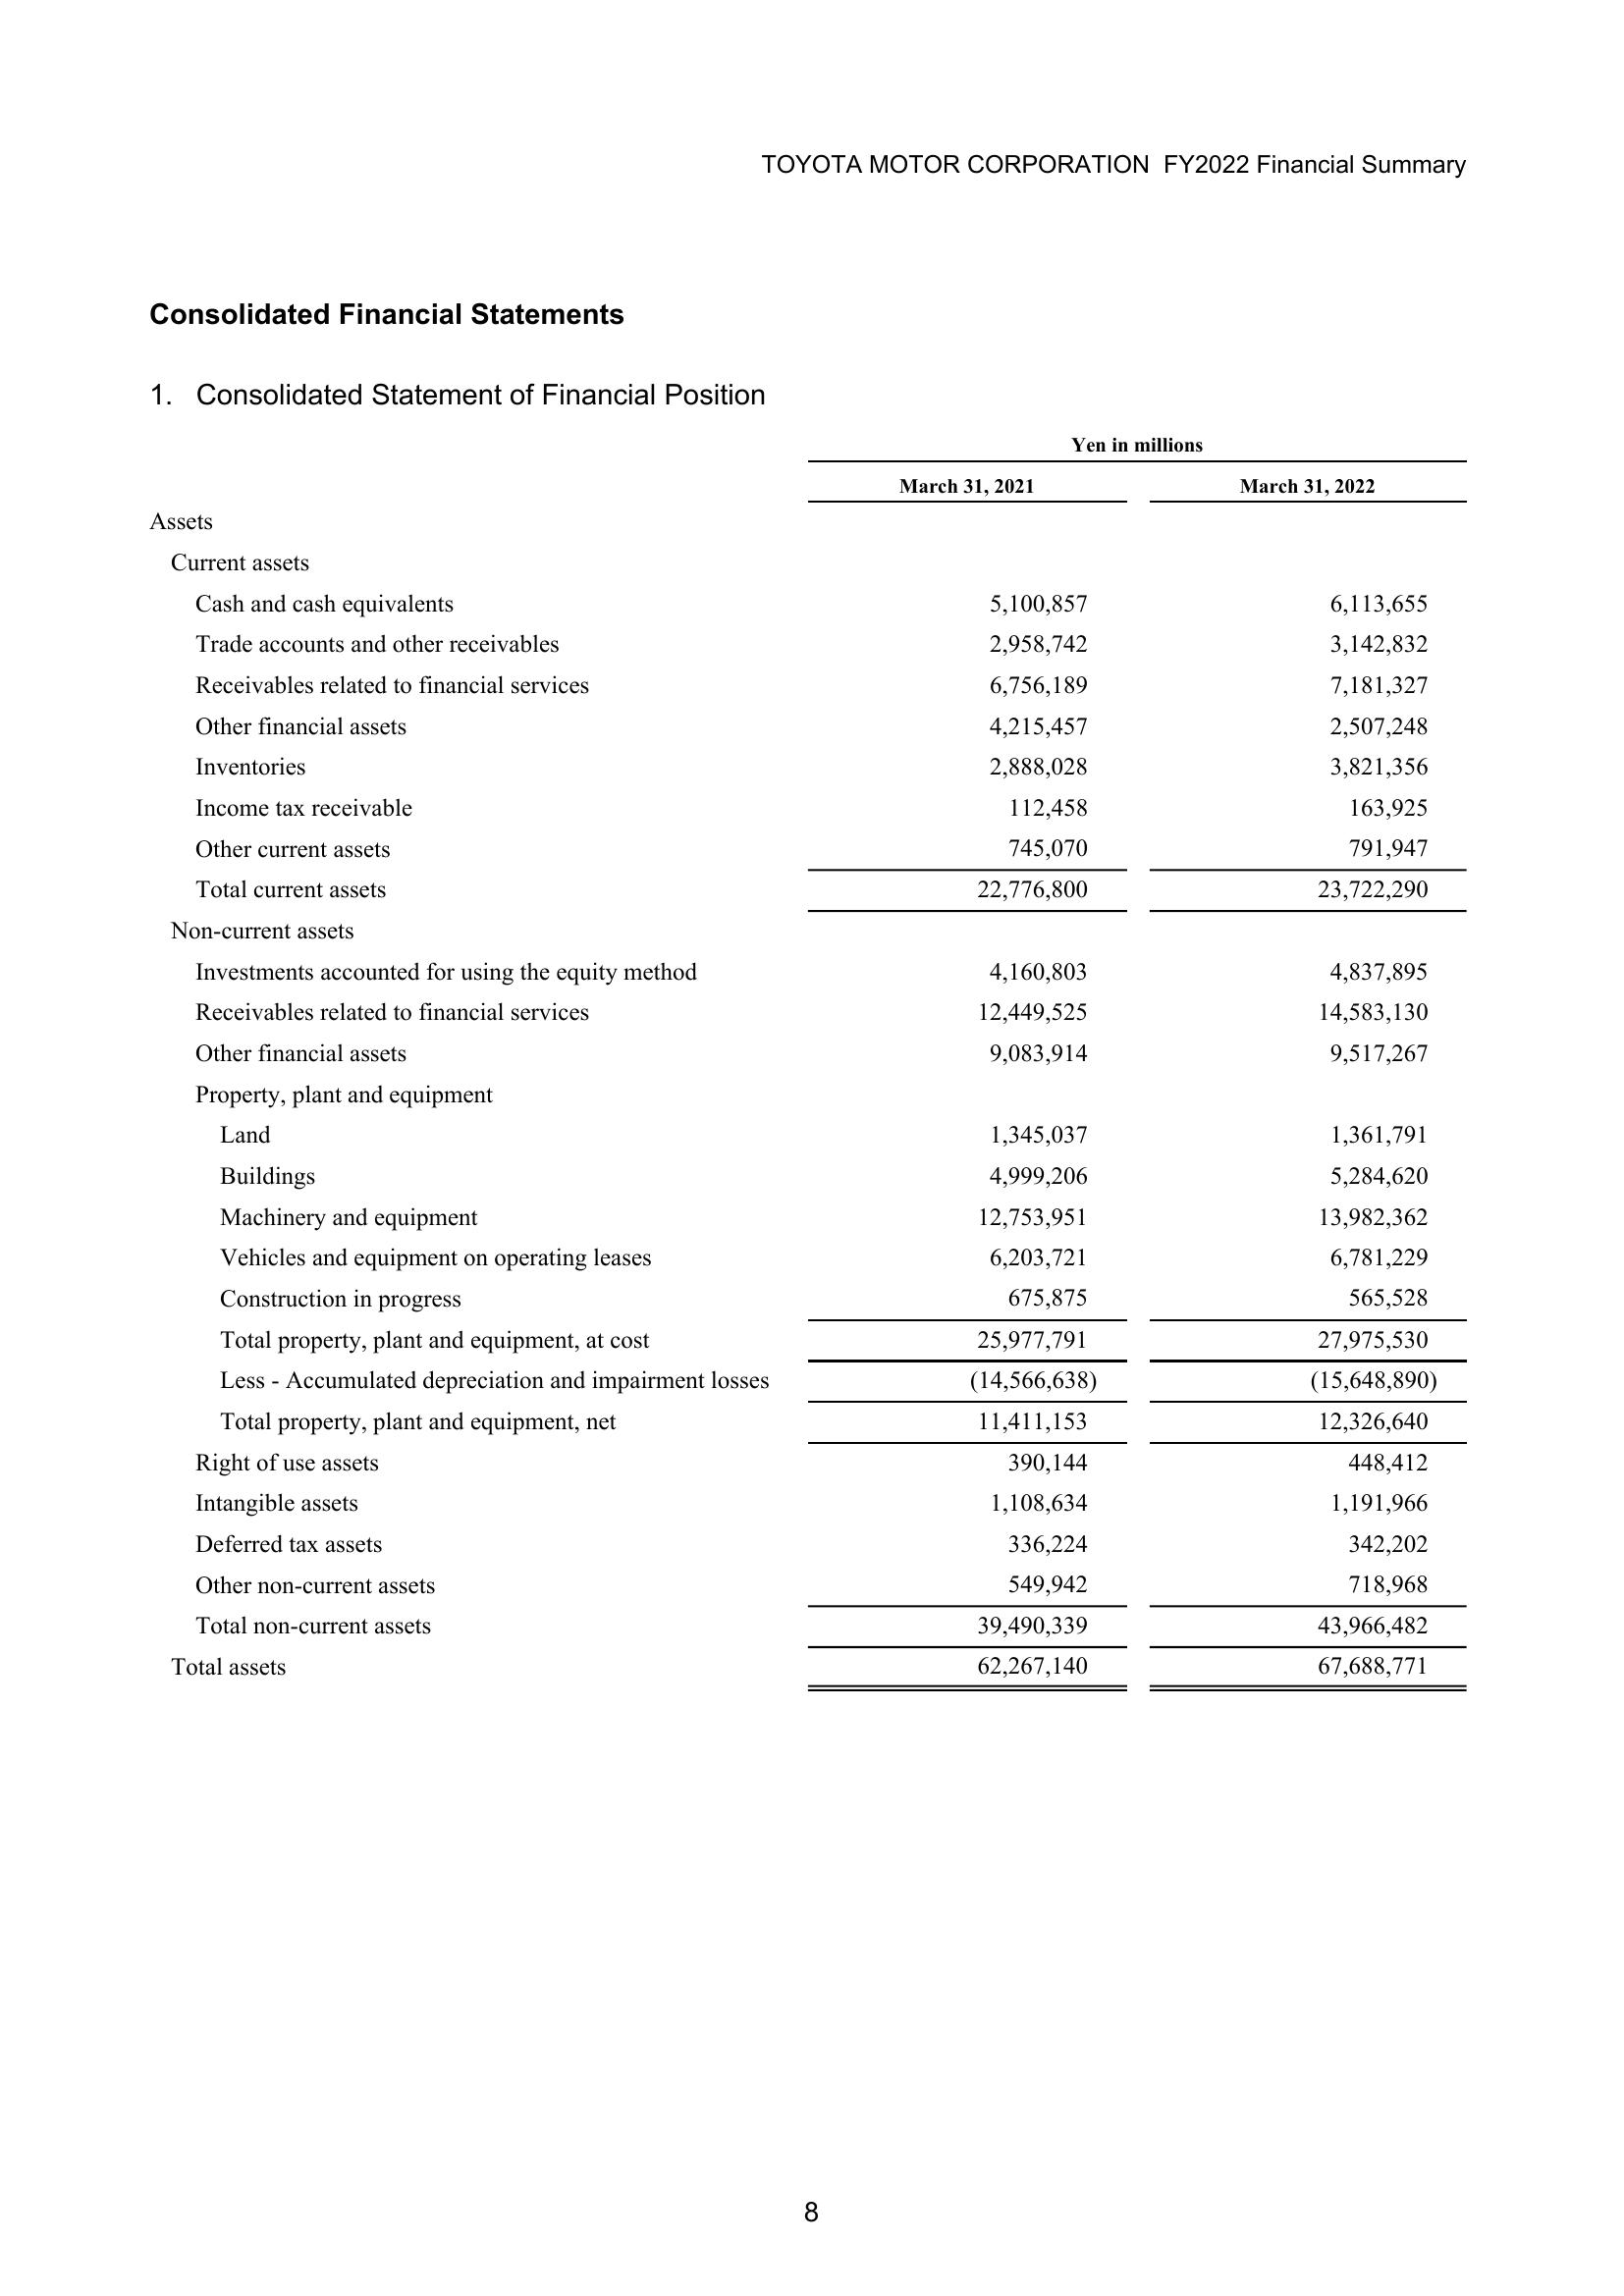 TOYOTA MOTOR CORPORATION FY2022 Financial Summary
Consolidated Financial Statements
1. Consolidated Statement of Financial Position
Yen in millions
March 31, 2021 March 31, 2022
Assets
Current assets
Cash and cash equivalents 5,100,857 6,113,655
Trade accounts and other receivables 2,958,742 3,142,832
Receivables related to financial services 6,756,189 7,181,327
Other financial assets 4,215,457 2,507,248
Inventories 2,888,028 3,821,356
Income tax receivable 112,458 163,925
Other current assets 745,070 791,947
Total current assets 22,776,800 23,722,290
Non-current assets
Investments accounted for using the equity method 4,160,803 4,837,895
Receivables related to financial services 12,449,525 14,583,130
Other financial assets 9,083,914 9,517,267
Property, plant and equipment
Land 1,345,037 1,361,791
Buildings 4,999,206 5,284,620
Machinery and equipment 12,753,951 13,982,362
Vehicles and equipment on operating leases 6,203,721 6,781,229
Construction in progress 675,875 565,528
Total property, plant and equipment, at cost 25,977,791 27,975,530
Less - Accumulated depreciation and impairment losses (14,566,638) (15,648,890)
Total property, plant and equipment, net 11,411,153 12,326,640
Right of use assets 390,144 448,412
Intangible assets 1,108,634 1,191,966
Deferred tax assets 336,224 342,202
Other non-current assets 549,942 718,968
Total non-current assets 39,490,339 43,966,482
Total assets 62,267,140 67,688,771
8